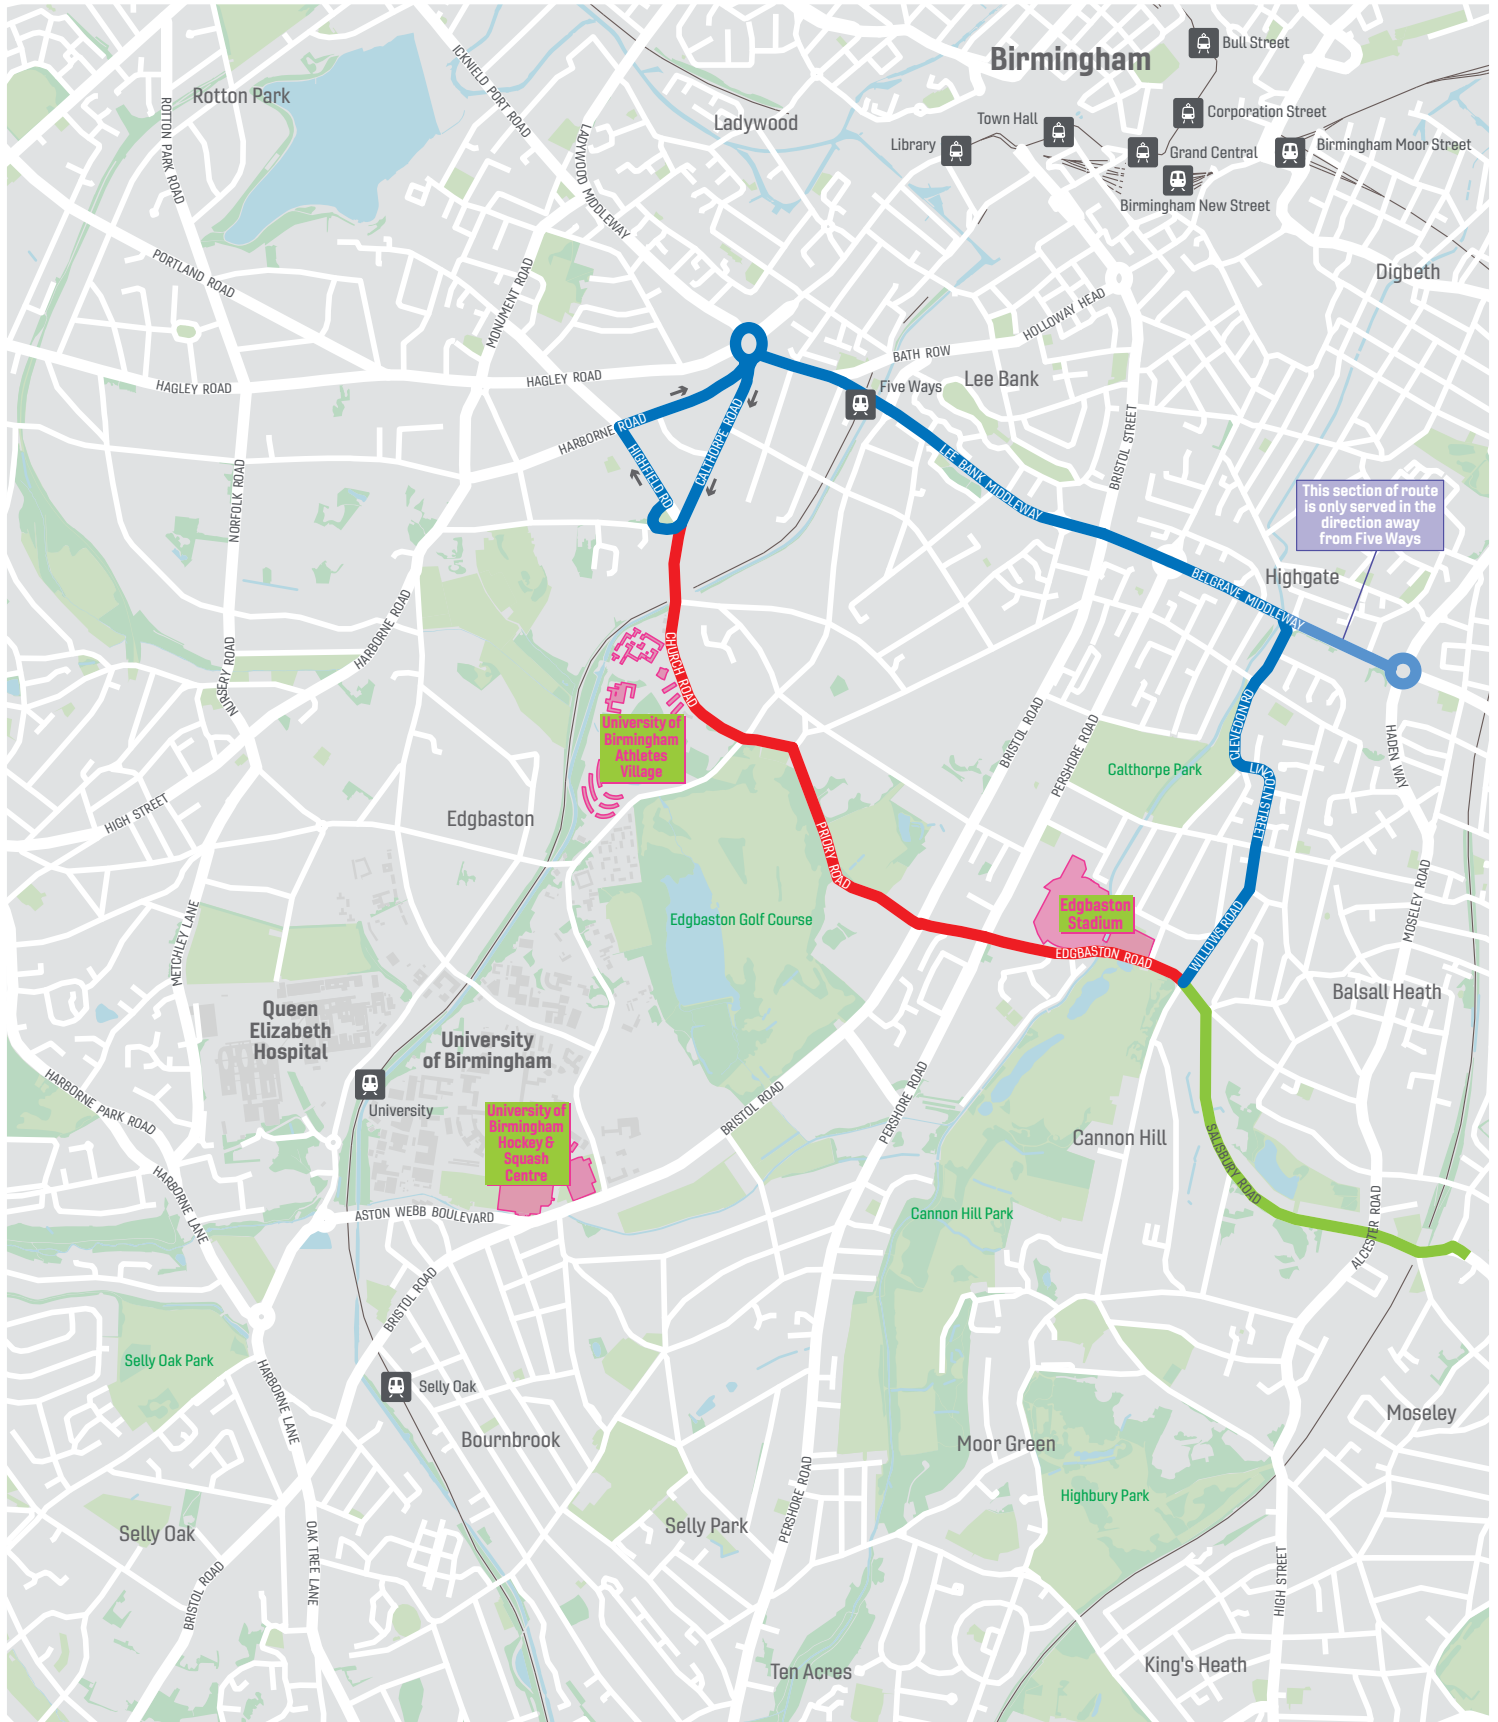 Birmingham
Bull Street
Rotton Park
ICKNIELD PORT ROAD
ROTTON PARK ROAD
Ladywood
Corporation Street
Town Hall
Library
Grand Central
Birmingham Moor Street
Birmingham New Street
LADYWOOD MIDDLEWAY
PORTLAND ROAD
Digbeth
MONUMENT ROAD
HOLLOWAY HEAD
BATH ROW
HAGLEY ROAD
HAGLEY ROAD
Five Ways
Lee Bank
HARBORNE ROAD
CALTHORPE ROAD
HIGHFIELD RD
BRISTOL STREET
LEE BANK MIDDLEWAY
NORFOLK ROAD
This section of route
is only served in the
direction away
from Five Ways
Highgate
BELGRAVE MIDDLEWAY
HARBORNE ROAD
CHURCH ROAD
NURSERY ROAD
University of
Birmingham
Athletes
Village
BRISTOL ROAD
PERSHORE ROAD
CLEVEDON RD
LINCOLN STREET
HADEN WAY
Calthorpe Park
HIGH STREET
Edgbaston
PRIORY ROAD
Edgbaston
Stadium
MOSELEY ROAD
METCHLEY LANE
Edgbaston Golf Course
EDGBASTON ROAD
WILLOWS ROAD
Balsall Heath
Queen
Elizabeth
Hospital
University
of Birmingham
University
HARBORNE PARK ROAD
University of
Birmingham
Hockey &
Squash
Centre
BRISTOL ROAD
PERSHORE ROAD
Cannon Hill
SALISBURY ROAD
HARBORNE LANE
ASTON WEBB BOULEVARD
Cannon Hill Park
ALCESTER ROAD
BRISTOL ROAD
Selly Oak Park
HARBORNE LANE
Selly Oak
Moseley
Bournbrook
Moor Green
PERSHORE ROAD
Highbury Park
Selly Oak
Selly Park
OAK TREE LANE
BRISTOL ROAD
HIGH STREET
Ten Acres
King's Heath